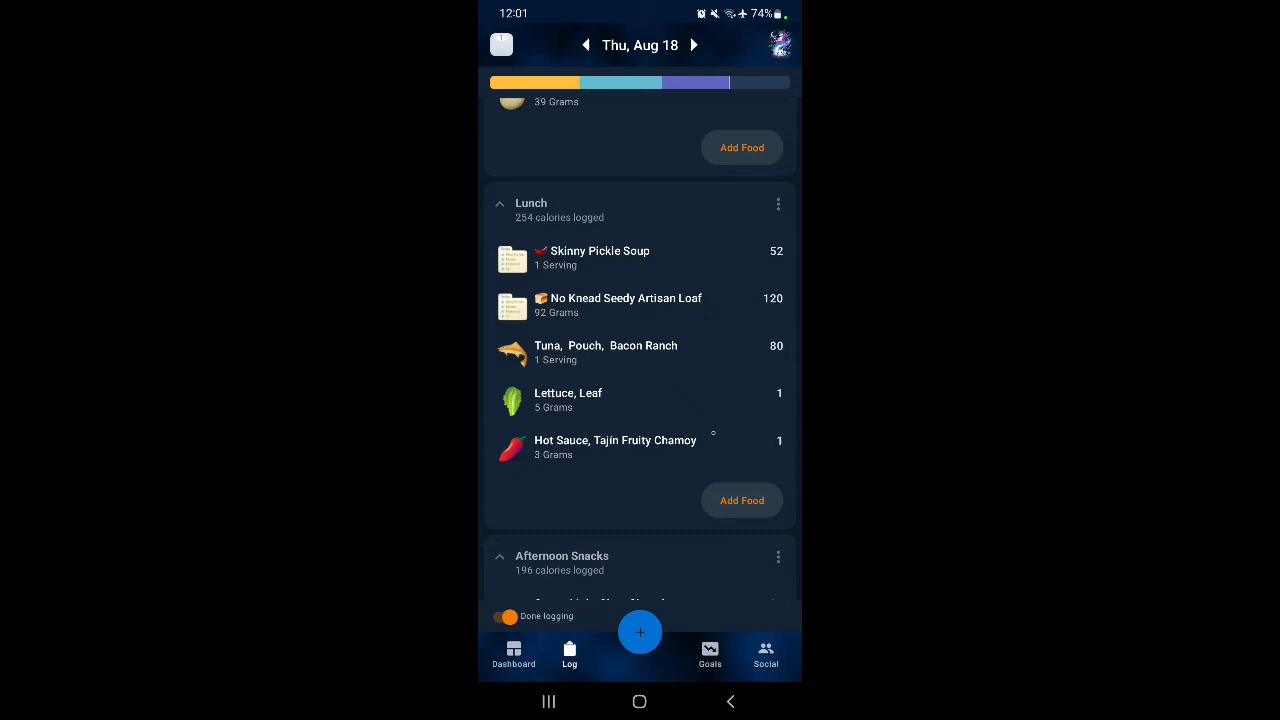 12:01
74%
1
Thu, Aug 18
39 Grams
Add Food
Lunch
254 calories logged
Skinny Pickle Soup
52
1 Serving
No Knead Seedy Artisan Loaf
120
92 Grams
Tuna, Pouch, Bacon Ranch
80
1 Serving
Lettuce, Leaf
1
5 Grams
Hot Sauce, Tajín Fruity Chamoy
1
3 Grams
Add Food
Afternoon Snacks
196 calories logged
Done logging
Dashboard
Log
Goals
Social